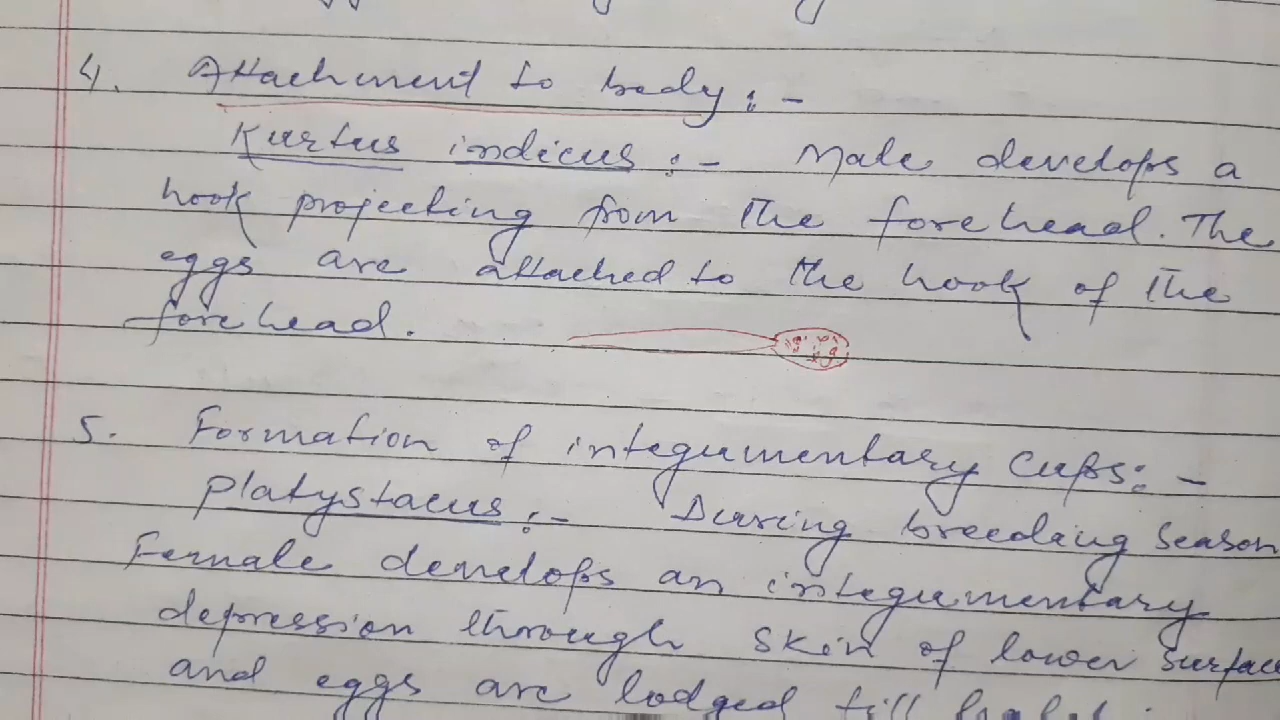 4. Attachment to body : -
Kurtus indicus : - Male develops a
hook projecting from the forehead. The
eggs are attached to the hook of the
forehead.
5. Formation of integumentary cups : -
Platystacus : - During breeding season
Female develops an integumentary
depression through skin of lower surface
and eggs are lodged till